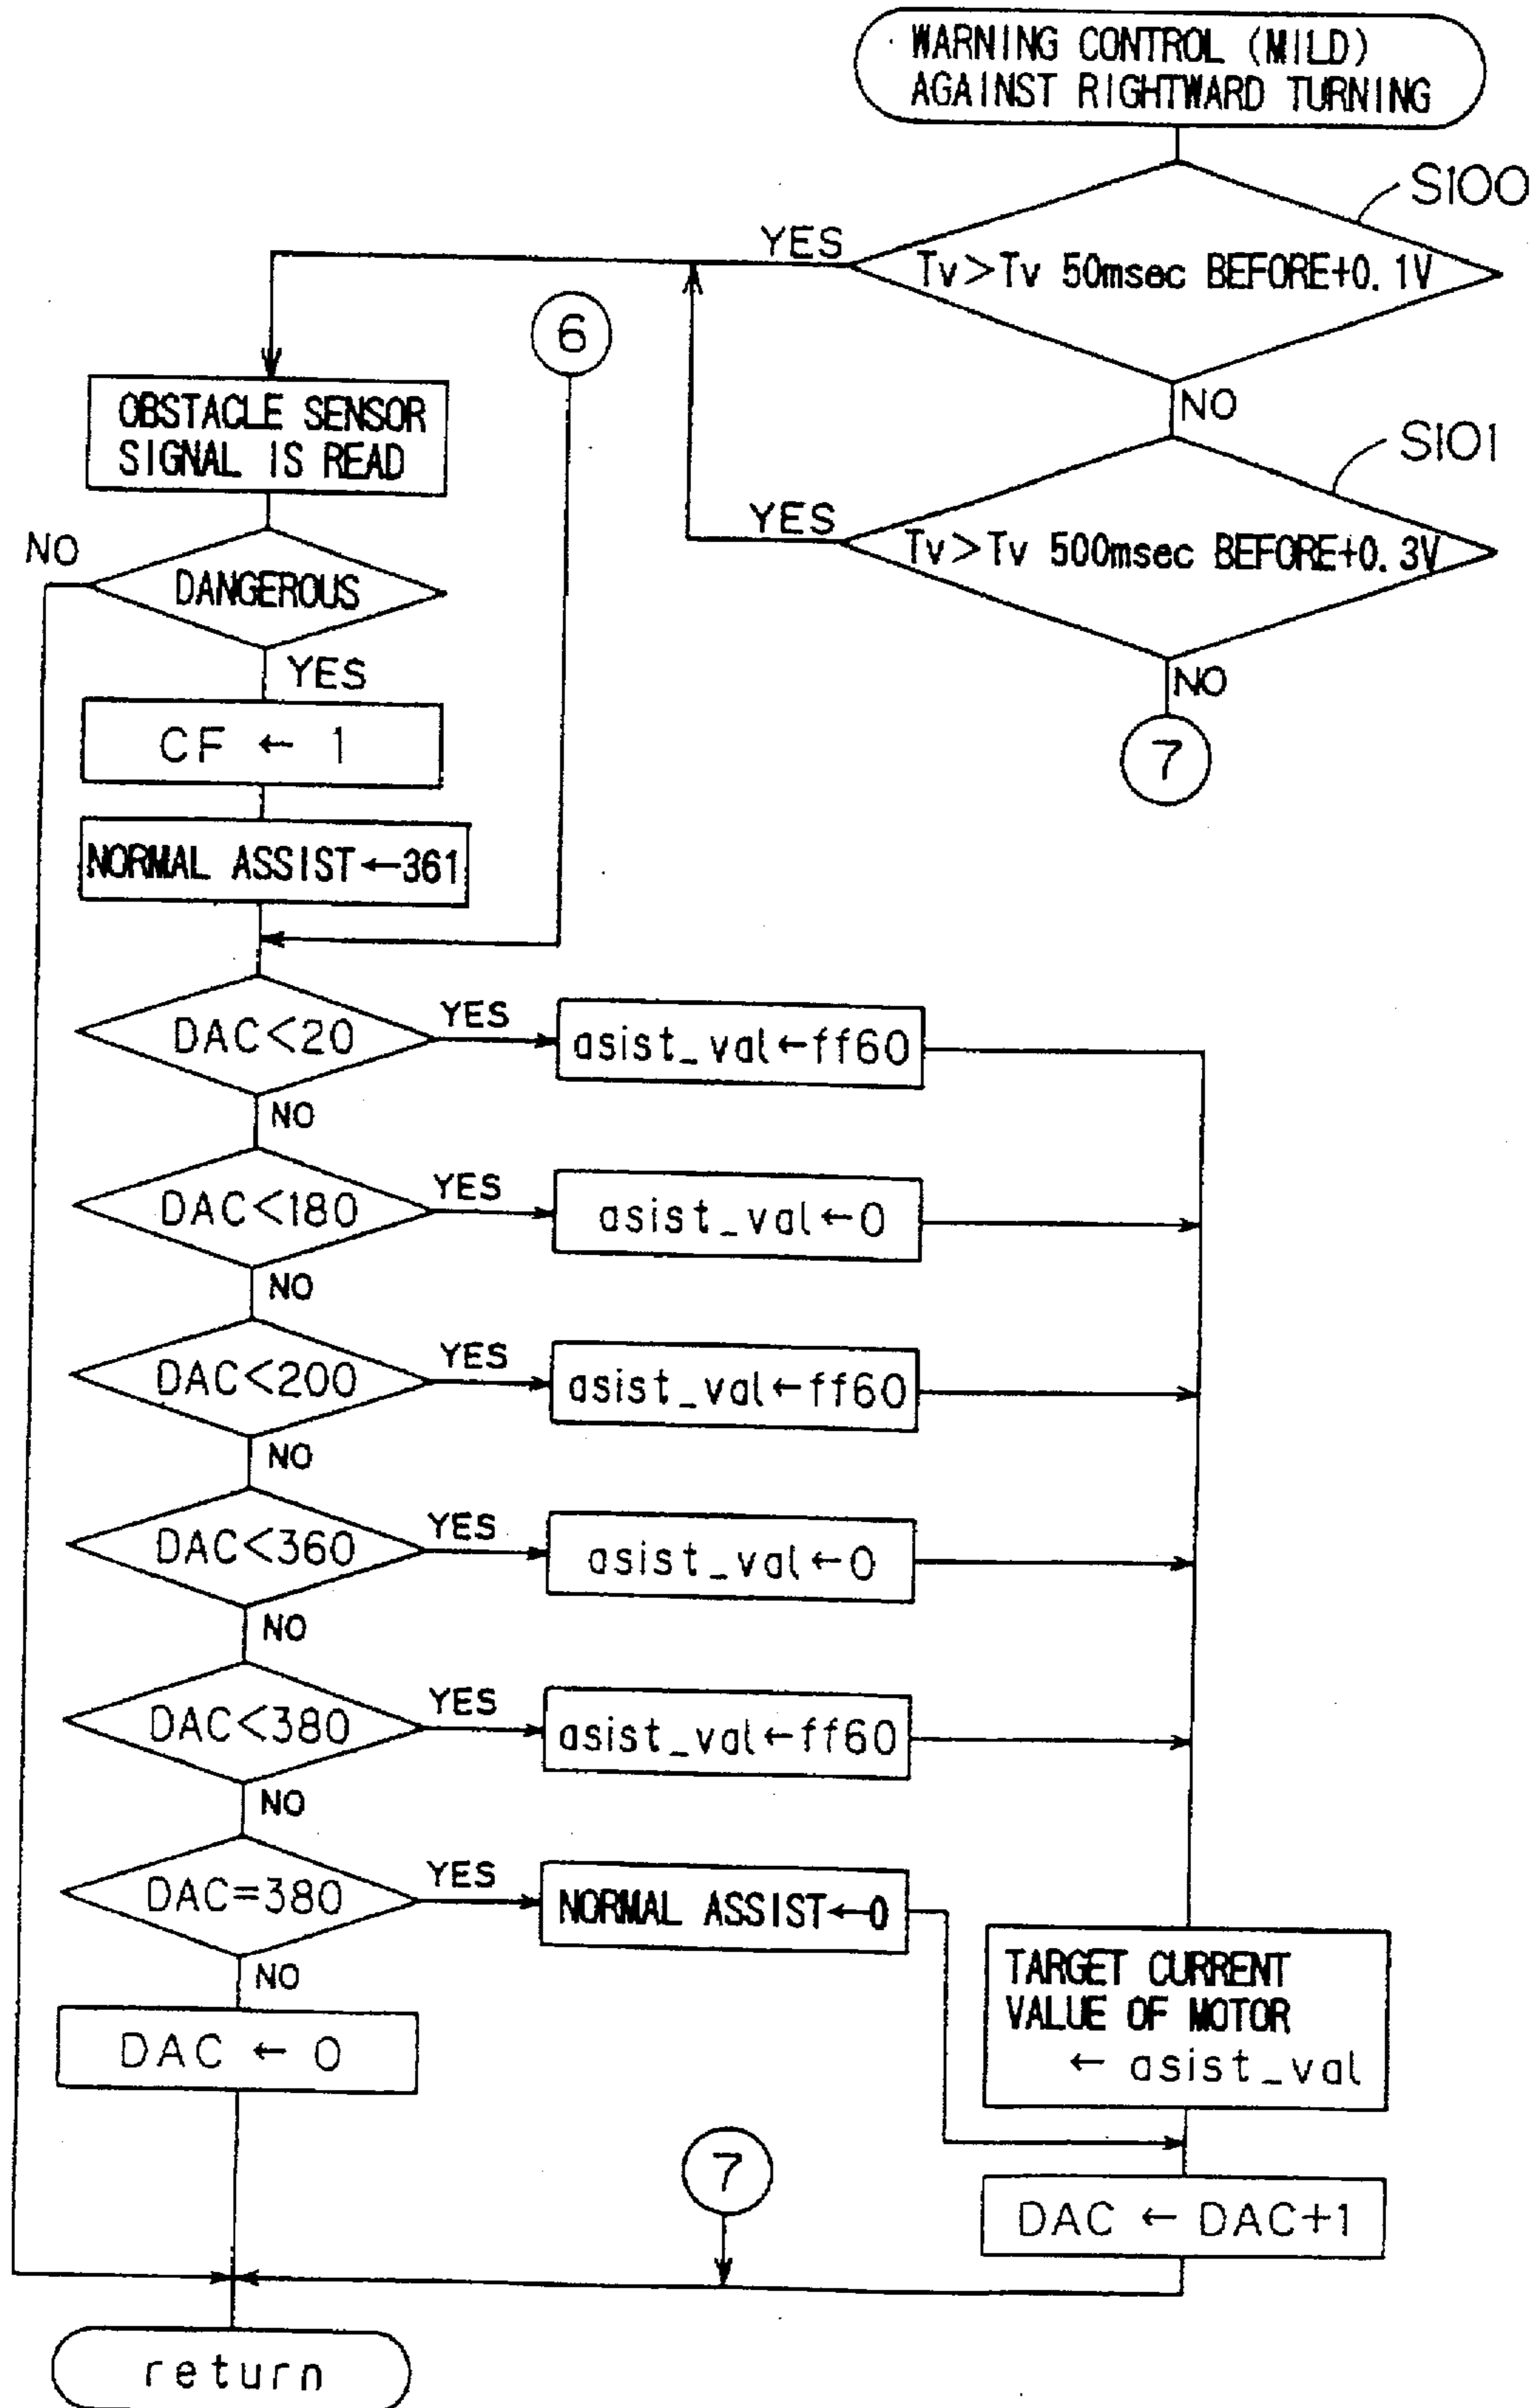 WARNING CONTROL (MILD)
AGAINST RIGHTWARD TURNING
S100
Tv>Tv 50msec BEFORE+0.1V
YES
NO
S101
Tv>Tv 500msec BEFORE+0.3V
YES
NO
7
6
OBSTACLE SENSOR
SIGNAL IS READ
DANGEROUS
NO
YES
CF ← 1
NORMAL ASSIST←361
DAC<20
YES
asist_val←ff60
NO
DAC<180
YES
asist_val←0
NO
DAC<200
YES
asist_val←ff60
NO
DAC<360
YES
asist_val←0
NO
DAC<380
YES
asist_val←ff60
NO
DAC=380
YES
NORMAL ASSIST←0
NO
TARGET CURRENT
VALUE OF MOTOR
← asist_val
DAC ← 0
7
DAC ← DAC+1
return